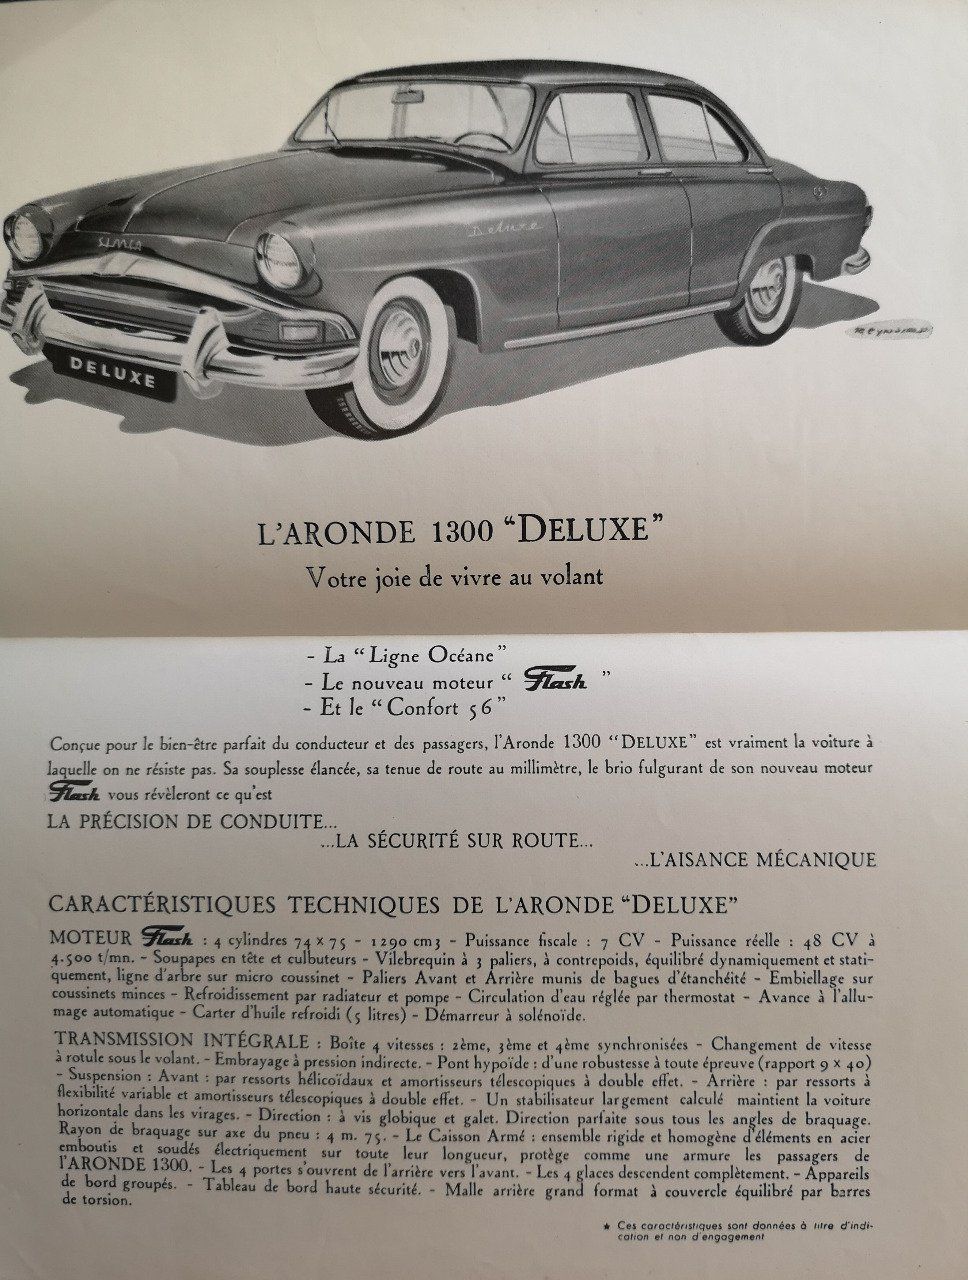 SIMCA
Deluxe
DELUXE
L'ARONDE 1300 “DELUXE”
Votre joie de vivre au volant
- La “Ligne Océane”
- Le nouveau moteur “ Flash ”
- Et le “Confort 56”
Conçue pour le bien-être parfait du conducteur et des passagers, l'Aronde 1300 “DELUXE” est vraiment la voiture à
laquelle on ne résiste pas. Sa souplesse élancée, sa tenue de route au millimètre, le brio fulgurant de son nouveau moteur
Flash vous révèleront ce qu'est
LA PRÉCISION DE CONDUITE...
...LA SÉCURITÉ SUR ROUTE...
...L'AISANCE MÉCANIQUE
CARACTÉRISTIQUES TECHNIQUES DE L'ARONDE “DELUXE”
MOTEUR Flash : 4 cylindres 74 × 75 - 1290 cm3 - Puissance fiscale : 7 CV - Puissance réelle : 48 CV à
4.500 t/mn. - Soupapes en tête et culbuteurs - Vilebrequin à 3 paliers, à contrepoids, équilibré dynamiquement et stati-
quement, ligne d'arbre sur micro coussinet - Paliers Avant et Arrière munis de bagues d'étanchéité - Embiellage sur
coussinets minces - Refroidissement par radiateur et pompe - Circulation d'eau réglée par thermostat - Avance à l'allu-
mage automatique - Carter d'huile refroidi (5 litres) - Démarreur à solénoïde.
TRANSMISSION INTÉGRALE : Boîte 4 vitesses : 2ème, 3ème et 4ème synchronisées - Changement de vitesse
à rotule sous le volant. - Embrayage à pression indirecte. - Pont hypoïde : d'une robustesse à toute épreuve (rapport 9 × 40)
- Suspension : Avant : par ressorts hélicoïdaux et amortisseurs télescopiques à double effet. - Arrière : par ressorts à
flexibilité variable et amortisseurs télescopiques à double effet. - Un stabilisateur largement calculé maintient la voiture
horizontale dans les virages. - Direction : à vis globique et galet. Direction parfaite sous tous les angles de braquage.
Rayon de braquage sur axe du pneu : 4 m. 75. - Le Caisson Armé : ensemble rigide et homogène d'éléments en acier
emboutis et soudés électriquement sur toute leur longueur, protège comme une armure les passagers de
l'ARONDE 1300. - Les 4 portes s'ouvrent de l'arrière vers l'avant. - Les 4 glaces descendent complètement. - Appareils
de bord groupés. - Tableau de bord haute sécurité. - Malle arrière grand format à couvercle équilibré par barres
de torsion.
★ Ces caractéristiques sont données à titre d'indi-
cation et non d'engagement